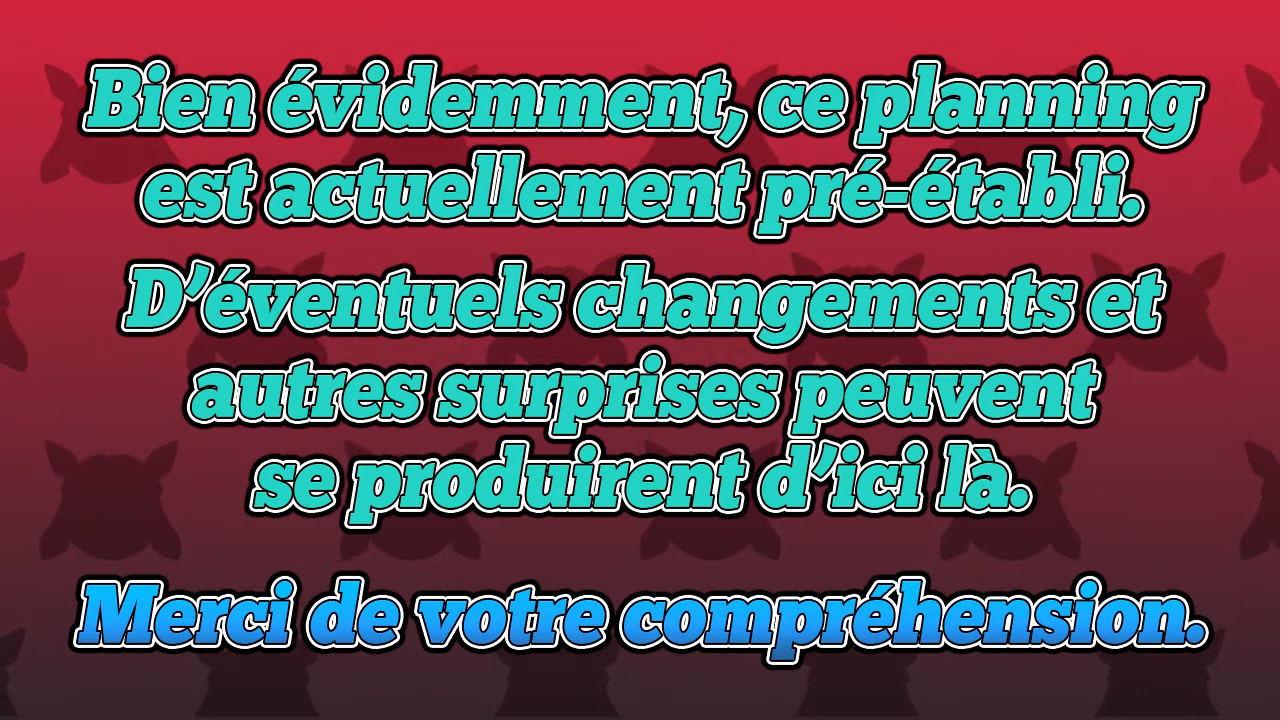 Bien évidemment, ce planning
est actuellement pré-établi.
D’éventuels changements et
autres surprises peuvent
se produirent d’ici là.
Merci de votre compréhension.